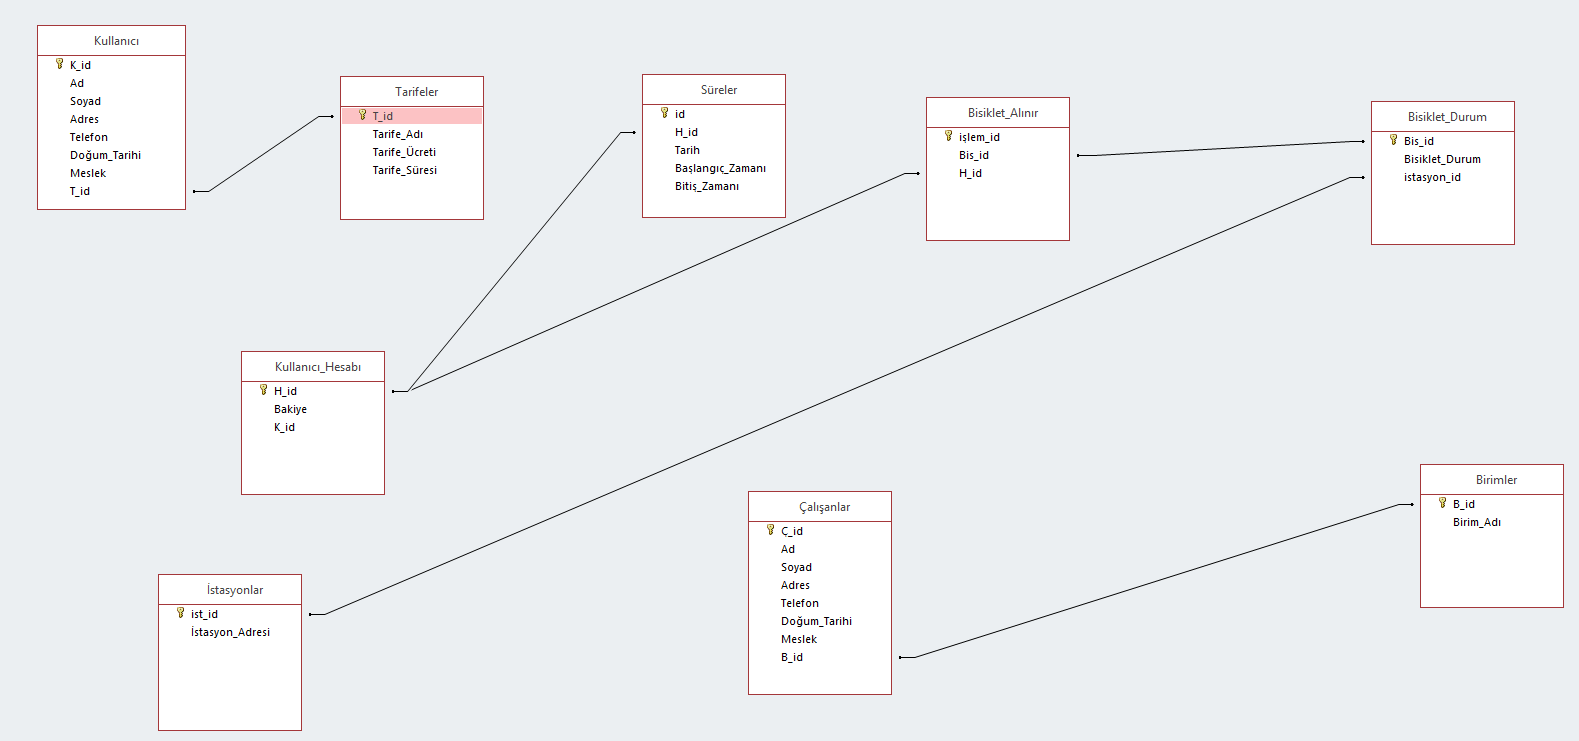 Kullanıcı
K_id
Ad
Soyad
Adres
Telefon
Doğum_Tarihi
Meslek
T_id
Tarifeler
T_id
Tarife_Adı
Tarife_Ücreti
Tarife_Süresi
Süreler
id
H_id
Tarih
Başlangıç_Zamanı
Bitiş_Zamanı
Bisiklet_Alınır
işlem_id
Bis_id
H_id
Bisiklet_Durum
Bis_id
Bisiklet_Durum
istasyon_id
Kullanıcı_Hesabı
H_id
Bakiye
K_id
İstasyonlar
ist_id
İstasyon_Adresi
Çalışanlar
Ç_id
Ad
Soyad
Adres
Telefon
Doğum_Tarihi
Meslek
B_id
Birimler
B_id
Birim_Adı